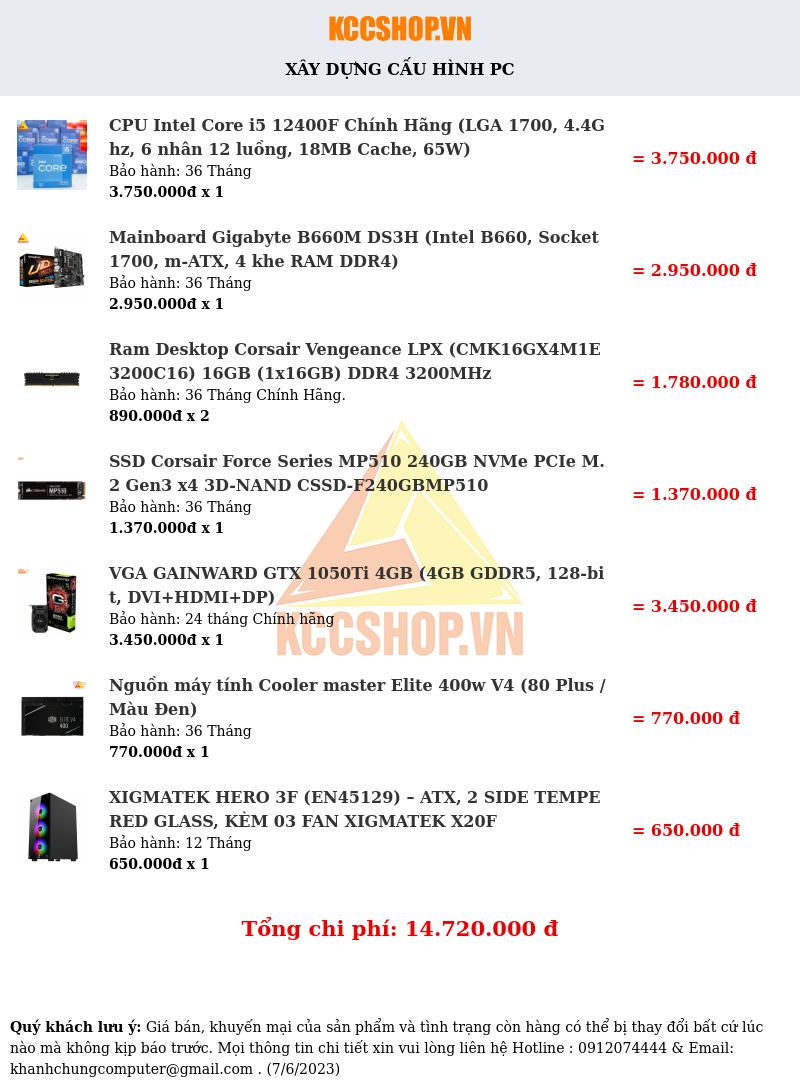 KCCSHOP.VN
XÂY DỰNG CẤU HÌNH PC
CPU Intel Core i5 12400F Chính Hãng (LGA 1700, 4.4G
hz, 6 nhân 12 luồng, 18MB Cache, 65W)
Bảo hành: 36 Tháng
3.750.000đ x 1
= 3.750.000 đ
Mainboard Gigabyte B660M DS3H (Intel B660, Socket
1700, m-ATX, 4 khe RAM DDR4)
Bảo hành: 36 Tháng
2.950.000đ x 1
= 2.950.000 đ
Ram Desktop Corsair Vengeance LPX (CMK16GX4M1E
3200C16) 16GB (1x16GB) DDR4 3200MHz
Bảo hành: 36 Tháng Chính Hãng.
890.000đ x 2
= 1.780.000 đ
SSD Corsair Force Series MP510 240GB NVMe PCIe M.
2 Gen3 x4 3D-NAND CSSD-F240GBMP510
Bảo hành: 36 Tháng
1.370.000đ x 1
= 1.370.000 đ
VGA GAINWARD GTX 1050Ti 4GB (4GB GDDR5, 128-bi
t, DVI+HDMI+DP)
Bảo hành: 24 tháng Chính hãng
3.450.000đ x 1
= 3.450.000 đ
KCCSHOP.VN
Nguồn máy tính Cooler master Elite 400w V4 (80 Plus /
Màu Đen)
Bảo hành: 36 Tháng
770.000đ x 1
= 770.000 đ
XIGMATEK HERO 3F (EN45129) – ATX, 2 SIDE TEMPE
RED GLASS, KÈM 03 FAN XIGMATEK X20F
Bảo hành: 12 Tháng
650.000đ x 1
= 650.000 đ
Tổng chi phí: 14.720.000 đ
Quý khách lưu ý: Giá bán, khuyến mại của sản phẩm và tình trạng còn hàng có thể bị thay đổi bất cứ lúc
nào mà không kịp báo trước. Mọi thông tin chi tiết xin vui lòng liên hệ Hotline : 0912074444 & Email:
khanhchungcomputer@gmail.com . (7/6/2023)